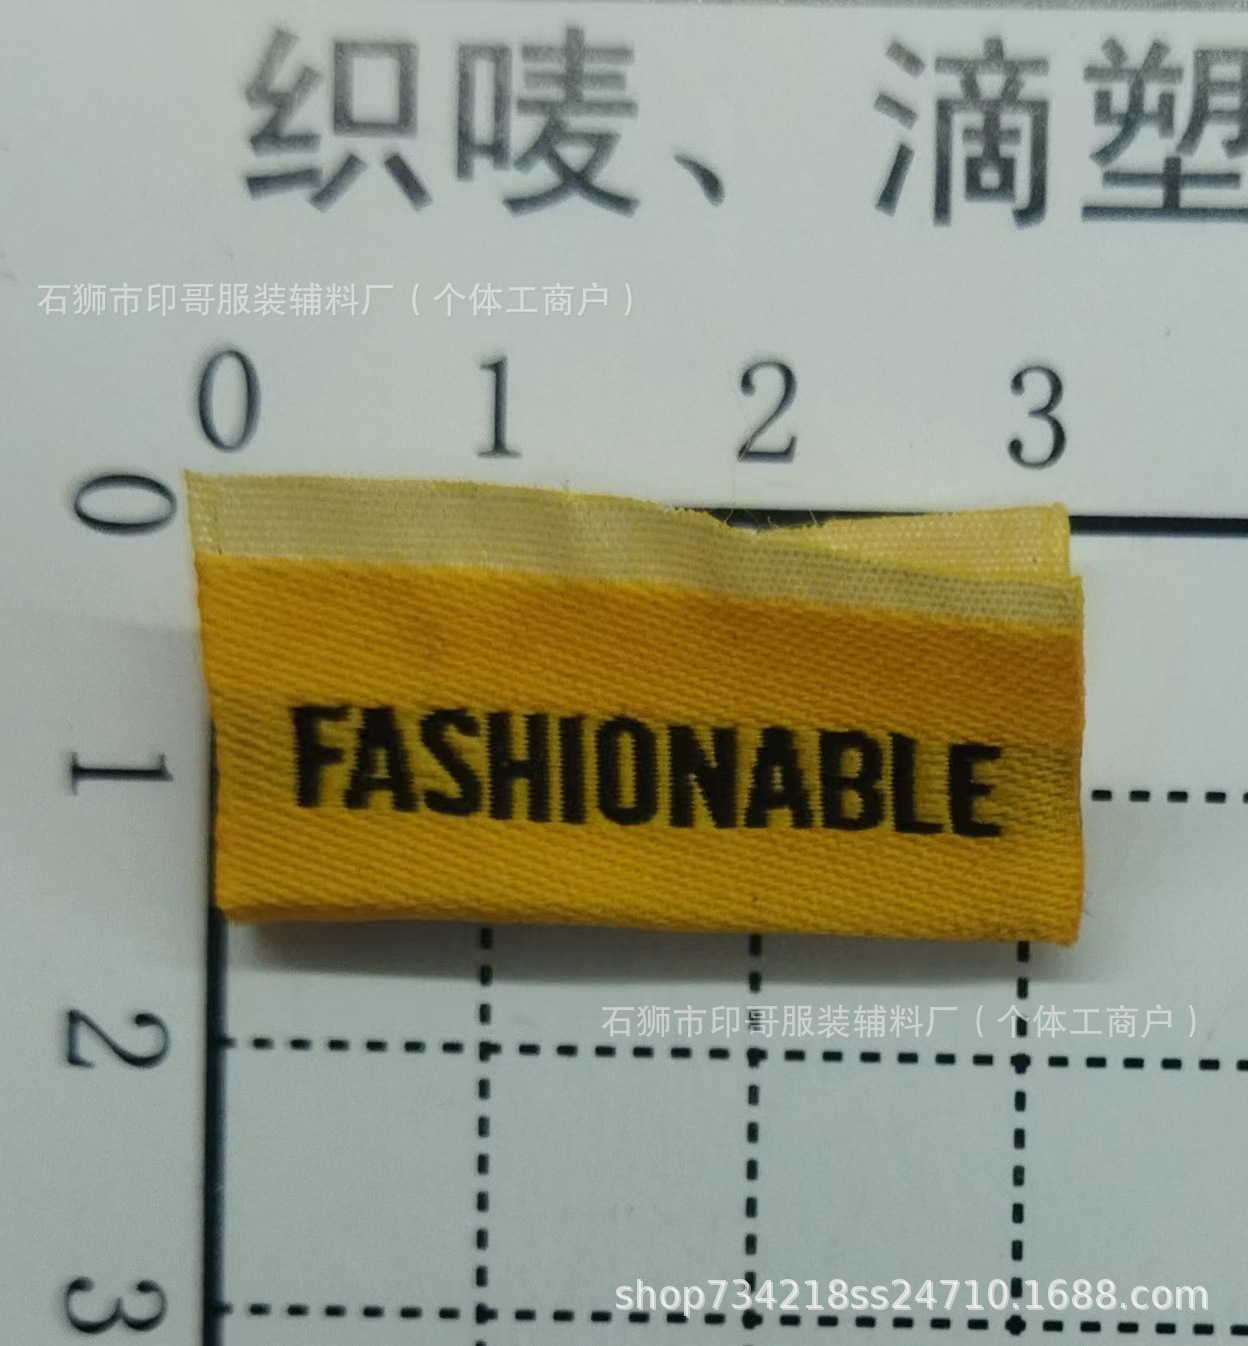 织唛、滴塑
石狮市印哥服装辅料厂（个体工商户）
0 1 2 3
0
1
FASHIONABLE
2
石狮市印哥服装辅料厂（个体工商户）
3
shop734218ss24710.1688.com